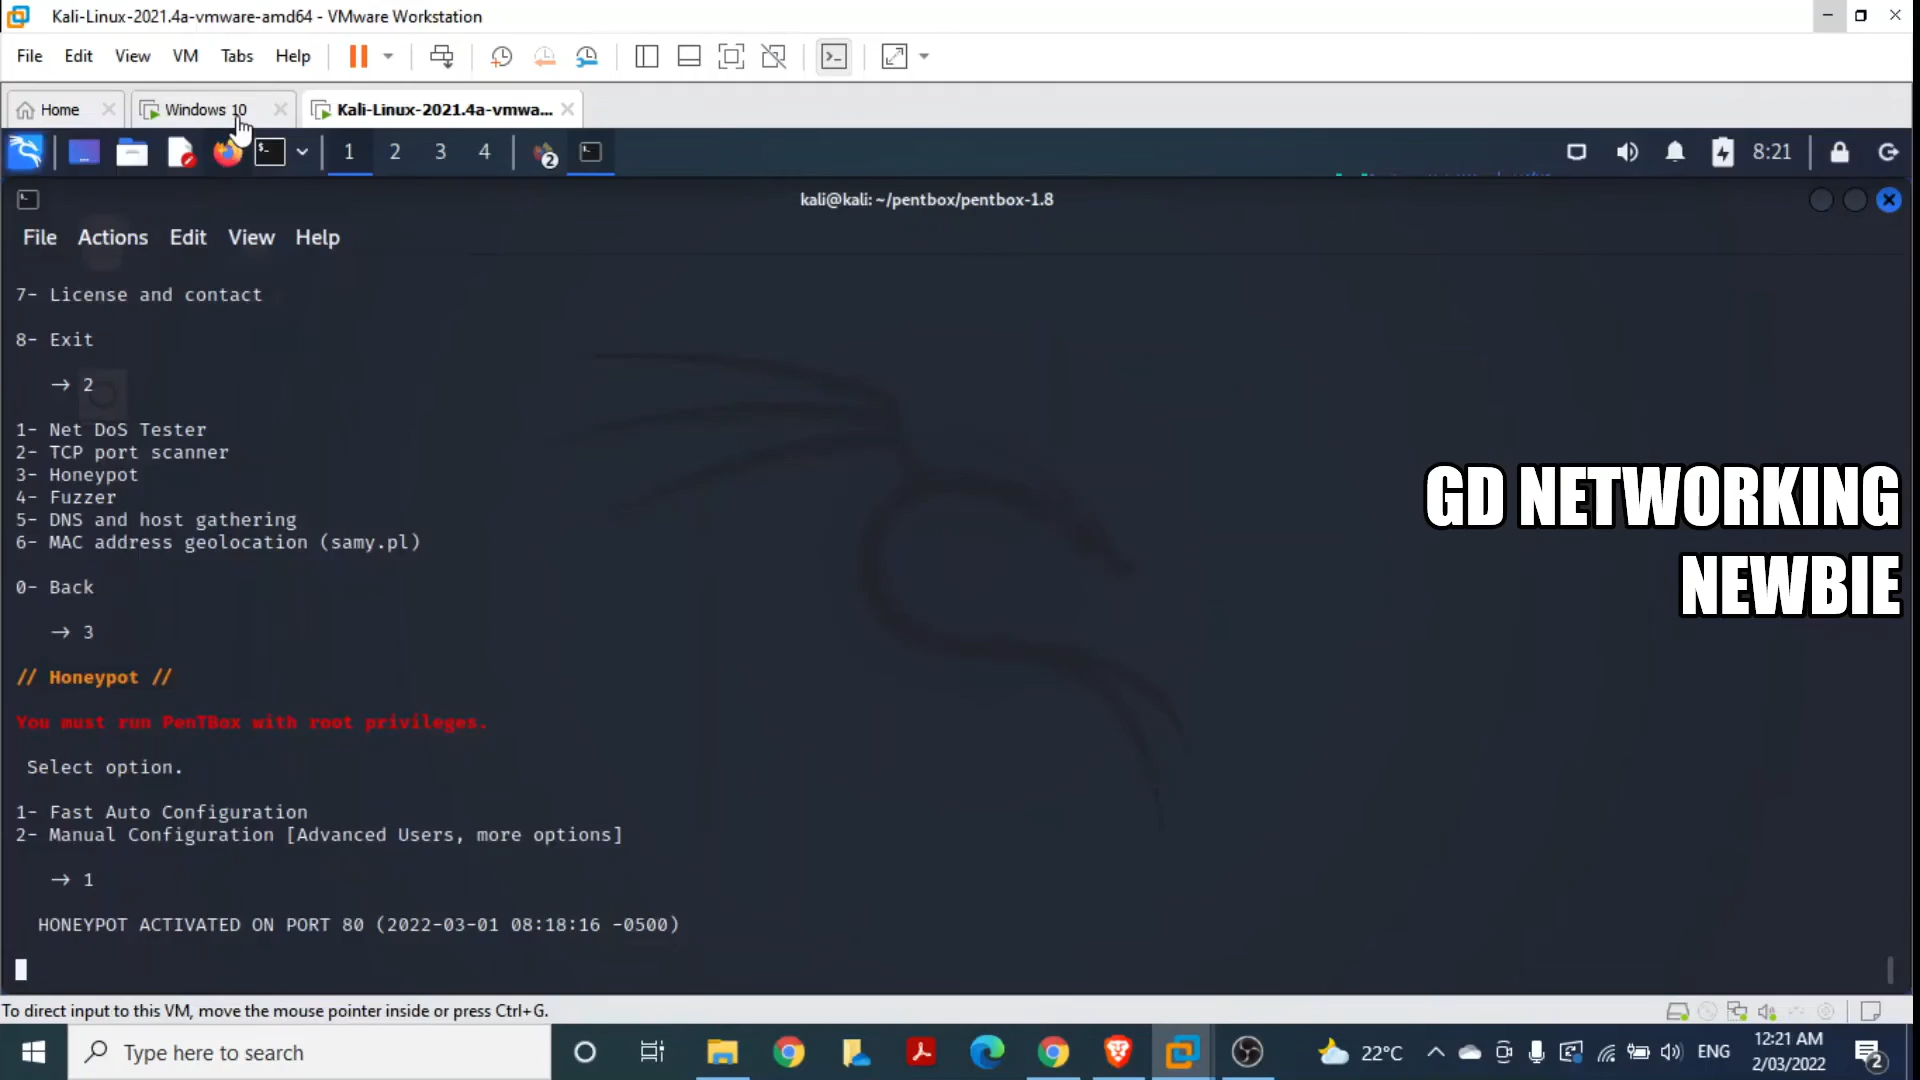 Kali-Linux-2021.4a-vmware-amd64 - VMware Workstation
File Edit View VM Tabs Help
Home Windows 10 Kali-Linux-2021.4a-vmwa...
1 2 3 4 2 8:21
kali@kali: ~/pentbox/pentbox-1.8
File Actions Edit View Help
7- License and contact
8- Exit
→ 2
1- Net DoS Tester
2- TCP port scanner
3- Honeypot
4- Fuzzer
5- DNS and host gathering
6- MAC address geolocation (samy.pl)
0- Back
→ 3
// Honeypot //
You must run PenTBox with root privileges.
Select option.
1- Fast Auto Configuration
2- Manual Configuration [Advanced Users, more options]
→ 1
HONEYPOT ACTIVATED ON PORT 80 (2022-03-01 08:18:16 -0500)
GD NETWORKING
NEWBIE
To direct input to this VM, move the mouse pointer inside or press Ctrl+G.
Type here to search
22°C
ENG
12:21 AM
2/03/2022
2